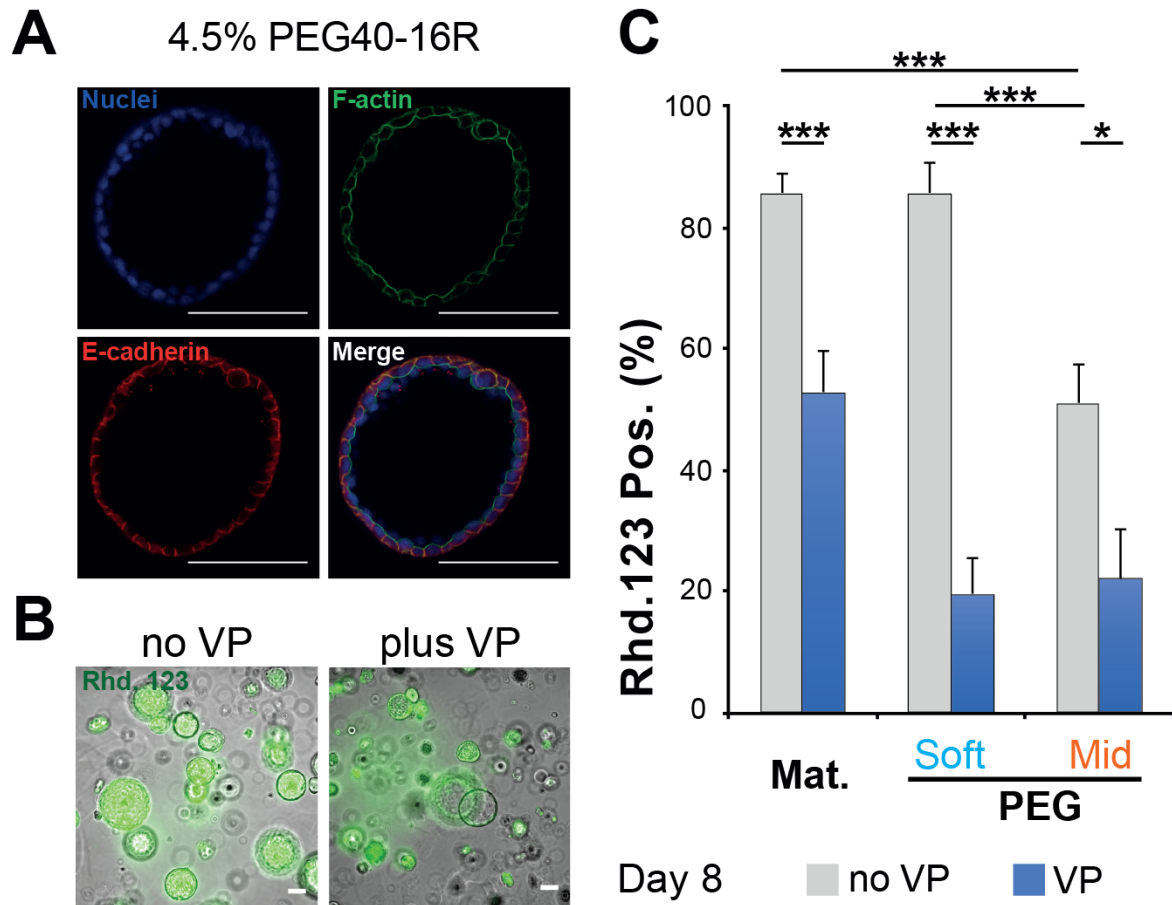 A
4.5% PEG40-16R
Nuclei
F-actin
E-cadherin
Merge
B
no VP
plus VP
Rhd. 123
C
***
***
*** *** *
Rhd.123 Pos. (%)
100
80
60
40
20
0
Mat.
Soft Mid
PEG
Day 8 no VP VP